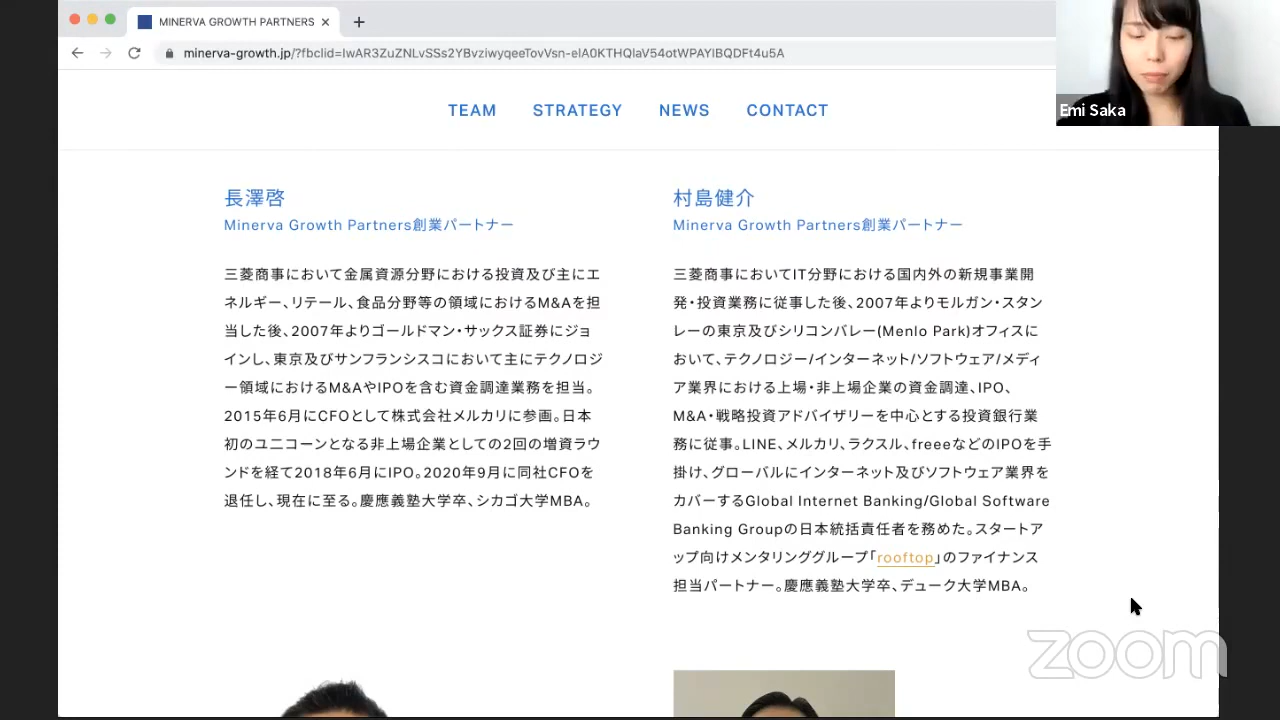 MINERVA GROWTH PARTNERS
minerva-growth.jp/?fbclid=IwAR3ZuZNLvSSs2YBvziwyqeeTovVsn-eIA0KTHQlaV54otWPAYlBQDFt4u5A
Emi Saka
TEAM STRATEGY NEWS CONTACT
長澤啓
Minerva Growth Partners創業パートナー
三菱商事において金属資源分野における投資及び主にエ
ネルギー、リテール、食品分野等の領域におけるM&Aを担
当した後、2007年よりゴールドマン・サックス証券にジョ
インし、東京及びサンフランシスコにおいて主にテクノロジ
ー領域におけるM&AやIPOを含む資金調達業務を担当。
2015年6月にCFOとして株式会社メルカリに参画。日本
初のユニコーンとなる非上場企業としての2回の増資ラウ
ンドを経て2018年6月にIPO。2020年9月に同社CFOを
退任し、現在に至る。慶應義塾大学卒、シカゴ大学MBA。
村島健介
Minerva Growth Partners創業パートナー
三菱商事においてIT分野における国内外の新規事業開
発・投資業務に従事した後、2007年よりモルガン・スタン
レーの東京及びシリコンバレー(Menlo Park)オフィスに
おいて、テクノロジー/インターネット/ソフトウェア/メディ
ア業界における上場・非上場企業の資金調達、IPO、
M&A・戦略投資アドバイザリーを中心とする投資銀行業
務に従事。LINE、メルカリ、ラクスル、freeeなどのIPOを手
掛け、グローバルにインターネット及びソフトウェア業界を
カバーするGlobal Internet Banking/Global Software
Banking Groupの日本統括責任者を務めた。スタートア
ップ向けメンタリンググループ「rooftop」のファイナンス
担当パートナー。慶應義塾大学卒、デューク大学MBA。
zoom